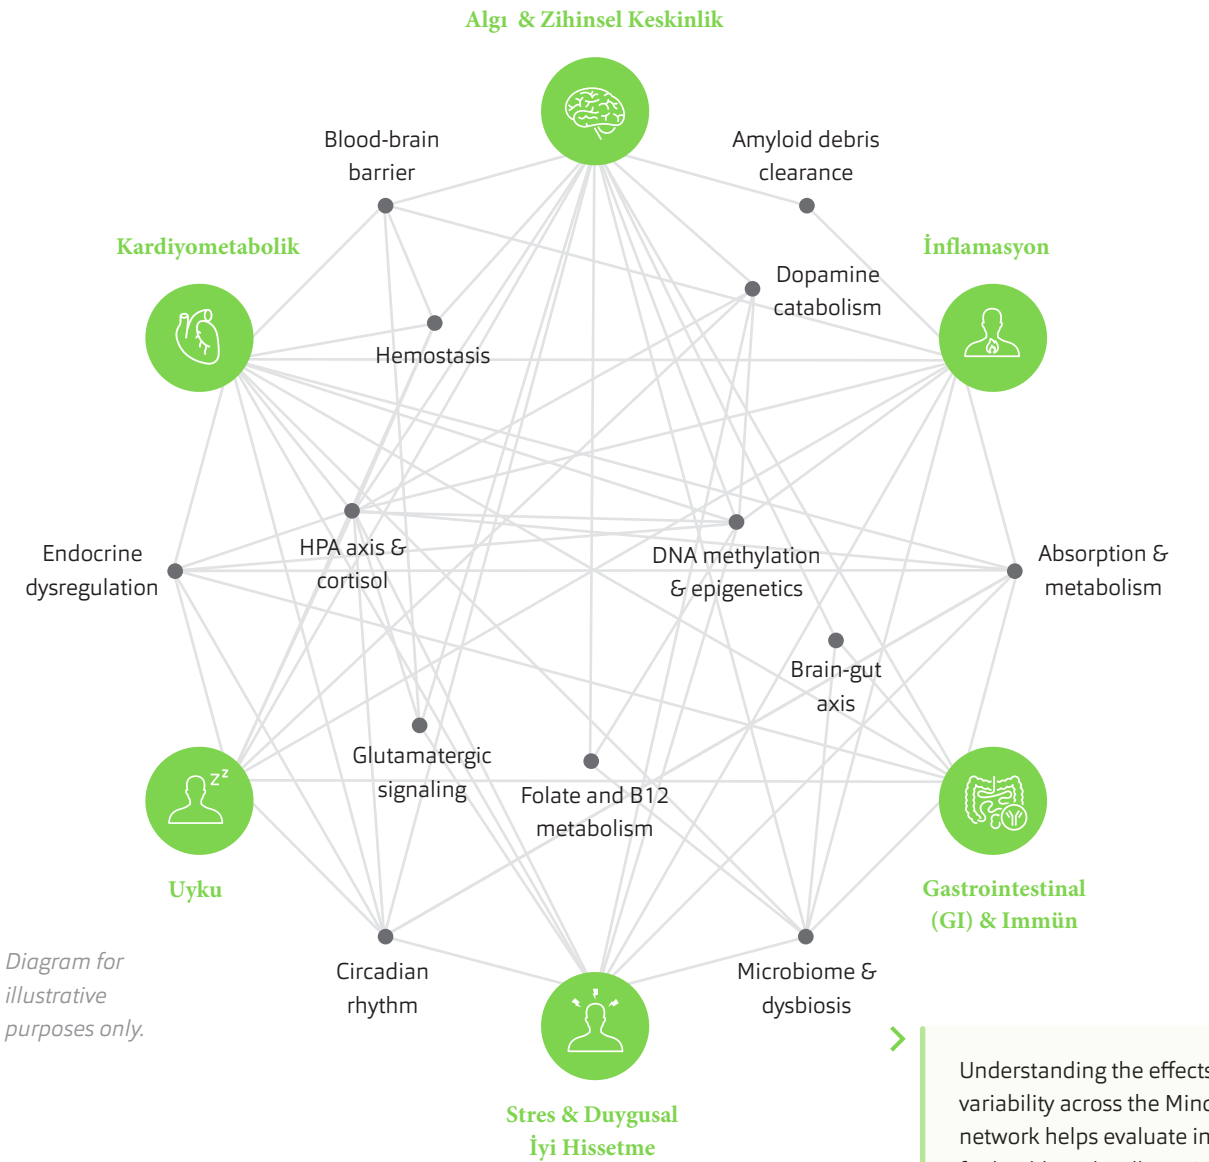 Algı & Zihinsel Keskinlik
Blood-brain
barrier
Amyloid debris
clearance
Kardiyometabolik
İnflamasyon
Dopamine
catabolism
Hemostasis
Endocrine
dysregulation
HPA axis &
cortisol
DNA methylation
& epigenetics
Absorption &
metabolism
Brain-gut
axis
Glutamatergic
signaling
Folate and B12
metabolism
zz
Uyku
Gastrointestinal
(GI) & Immün
Diagram for
illustrative
purposes only.
Circadian
rhythm
Microbiome &
dysbiosis
Stres & Duygusal
İyi Hissetme
Understanding the effects
variability across the Mind
network helps evaluate in